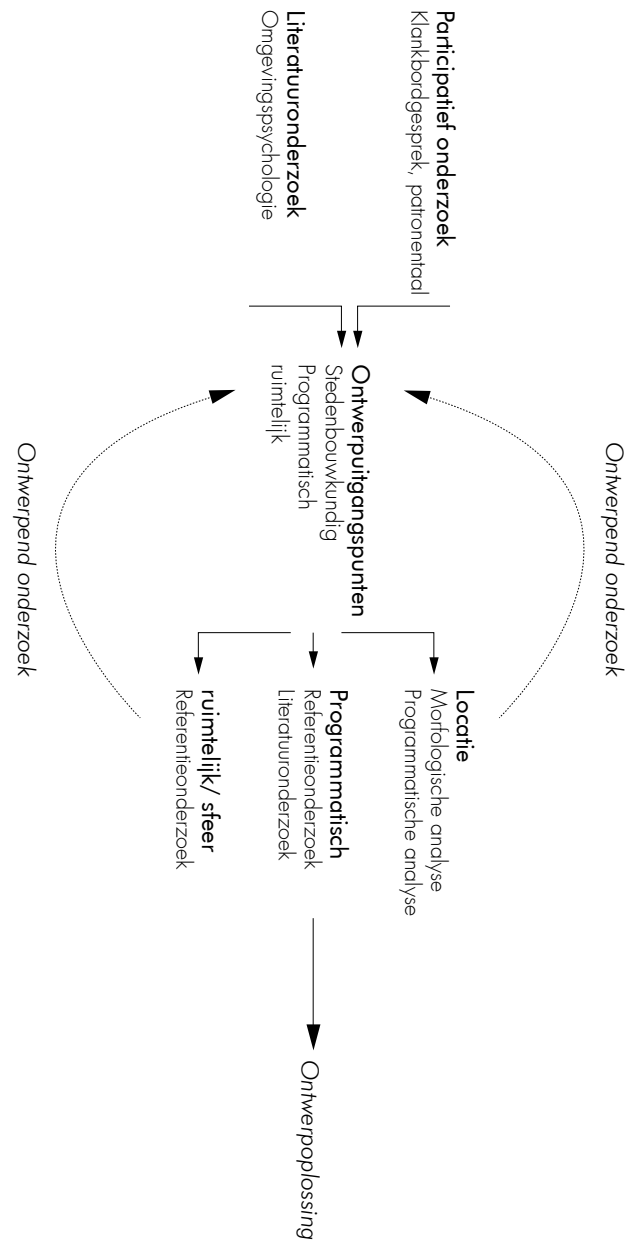 Participatief onderzoek
Klankbordgesprek, patronentaal
Literatuuronderzoek
Omgevingspsychologie
Ontwerpuitgangspunten
Stedenbouwkundig
Programmatisch
ruimtelijk
Ontwerpend onderzoek
Ontwerpend onderzoek
Locatie
Morfologische analyse
Programmatische analyse
Programmatisch
Referentieonderzoek
Literatuuronderzoek
ruimtelijk/ sfeer
Referentieonderzoek
Ontwerpoplossing